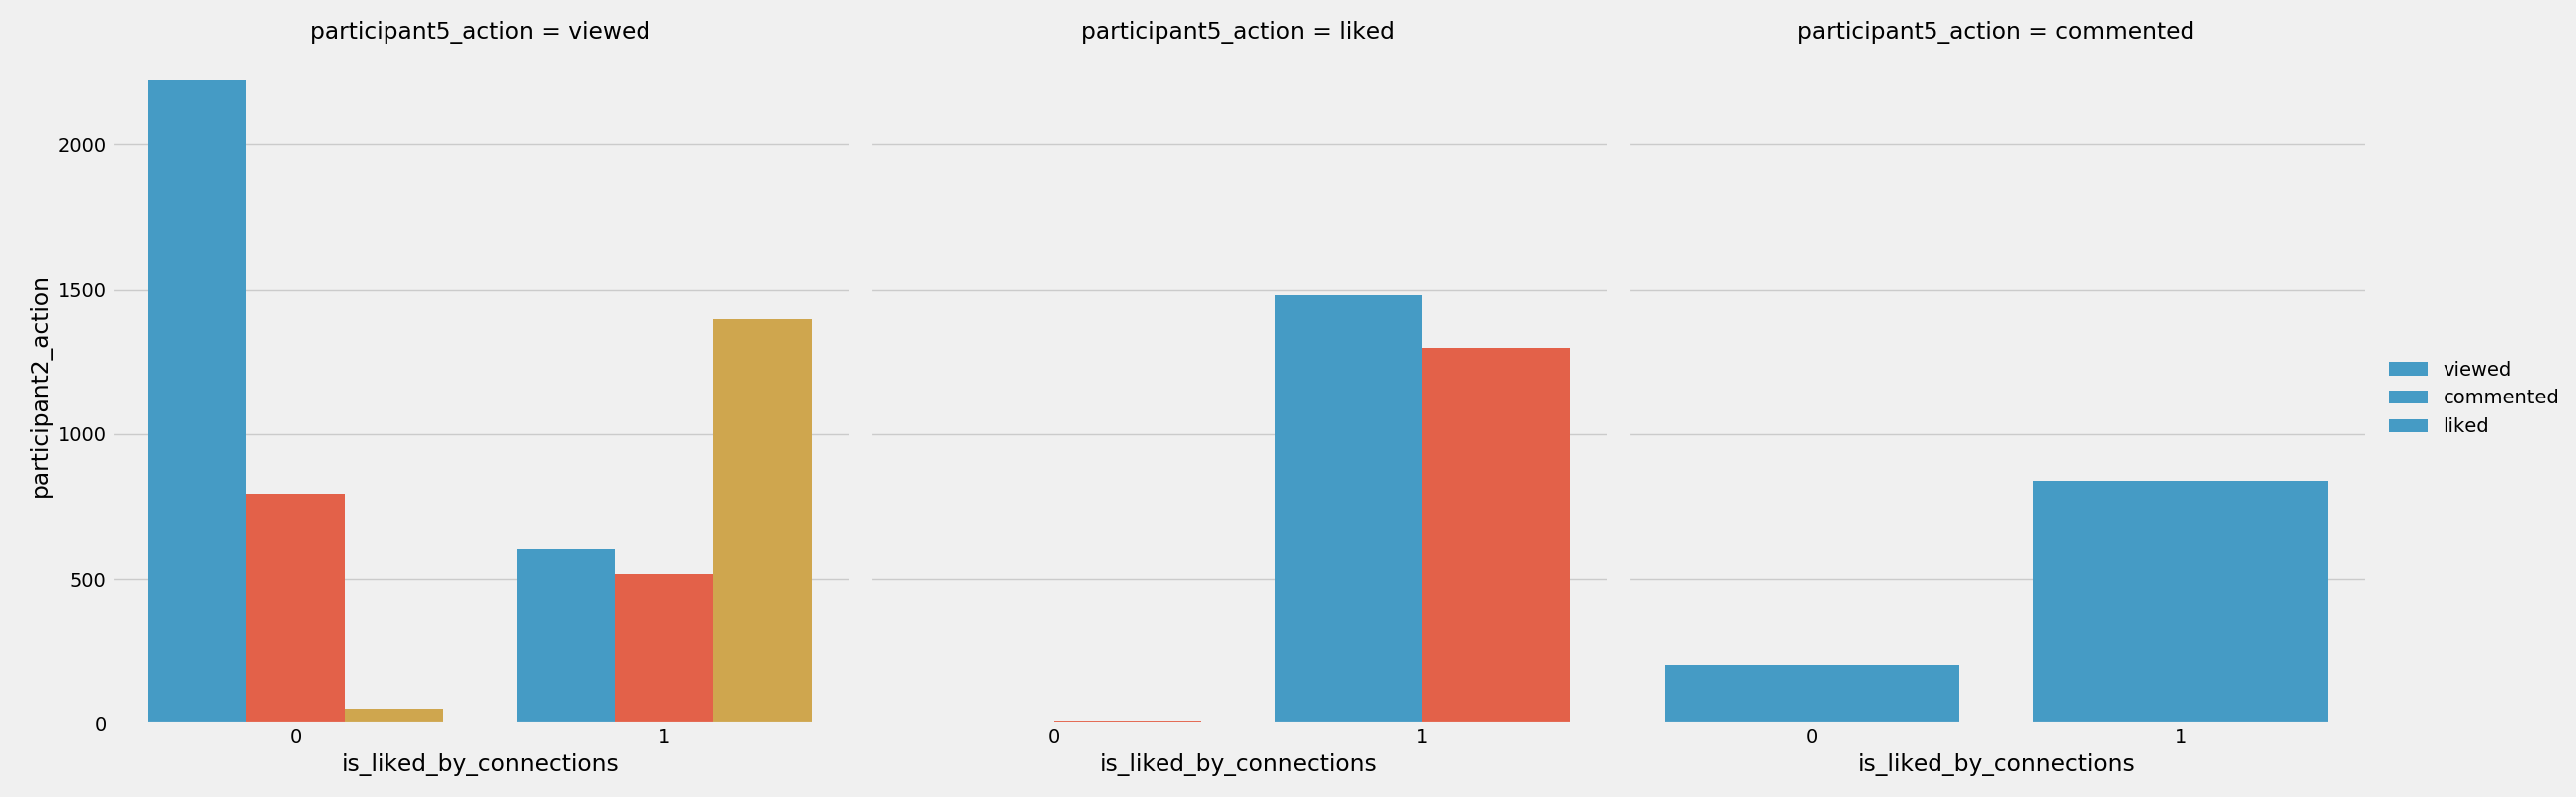 participant5_action = viewed
participant5_action = liked
participant5_action = commented
participant2_action
2000
1500
1000
500
0
0
1
is_liked_by_connections
0
1
is_liked_by_connections
0
1
is_liked_by_connections
viewed
commented
liked